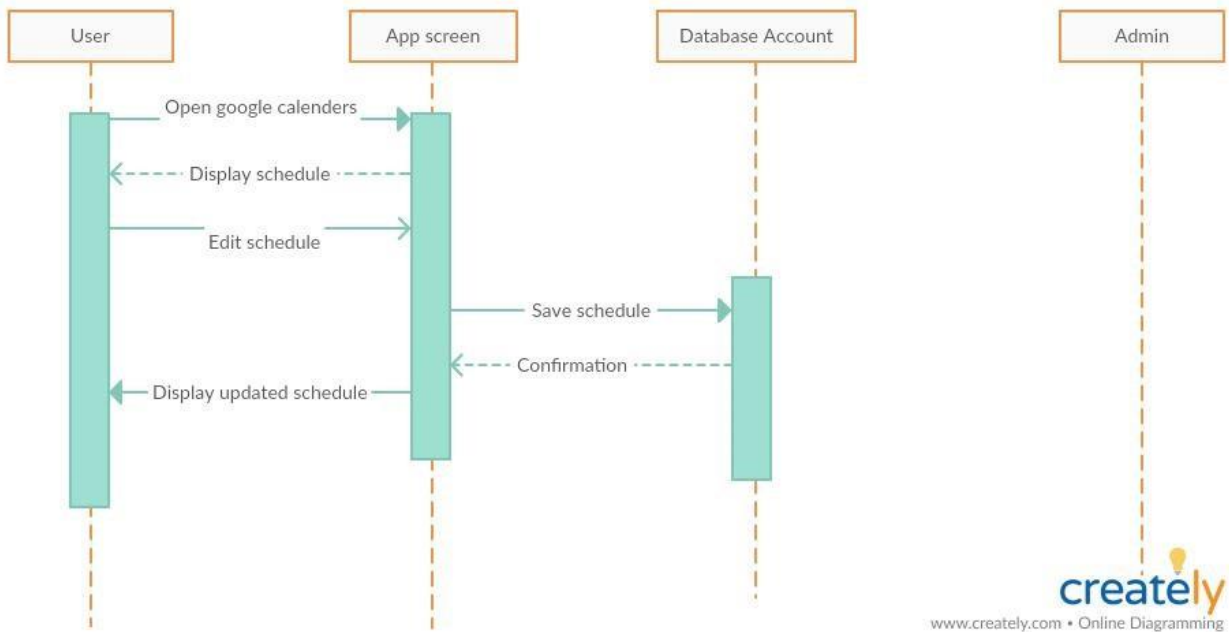 User
App screen
Database Account
Admin
Open google calenders
Display schedule
Edit schedule
Save schedule
Confirmation
Display updated schedule
creately
www.creately.com • Online Diagramming